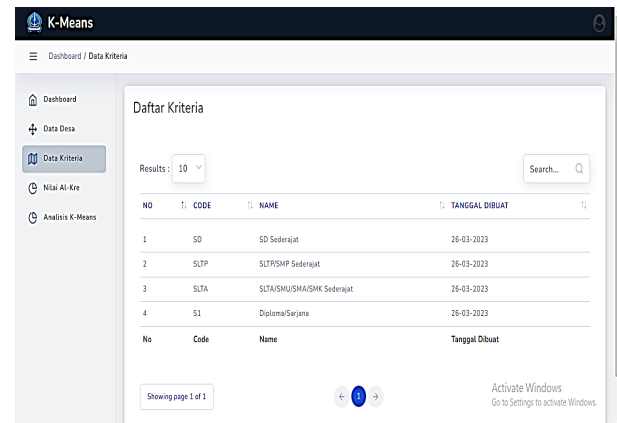 K-Means
Dashboard / Data Kriteria
Dashboard
Data Desa
Data Kriteria
Nilai Al-Kre
Analisis K-Means
Daftar Kriteria
Results : 10
Search...
NO CODE NAME TANGGAL DIBUAT
1 SD SD Sederajat 26-03-2023
2 SLTP SLTP/SMP Sederajat 26-03-2023
3 SLTA SLTA/SMU/SMA/SMK Sederajat 26-03-2023
4 S1 Diploma/Sarjana 26-03-2023
No Code Name Tanggal Dibuat
Showing page 1 of 1
← 1 →
Activate Windows
Go to Settings to activate Windows.